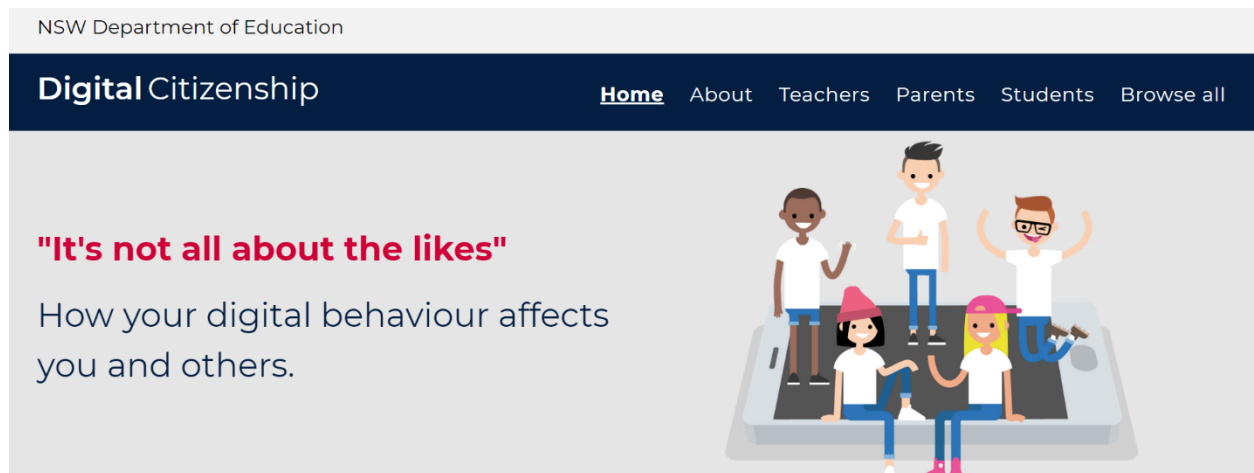 NSW Department of Education
Digital Citizenship
Home About Teachers Parents Students Browse all
"It's not all about the likes"
How your digital behaviour affects
you and others.